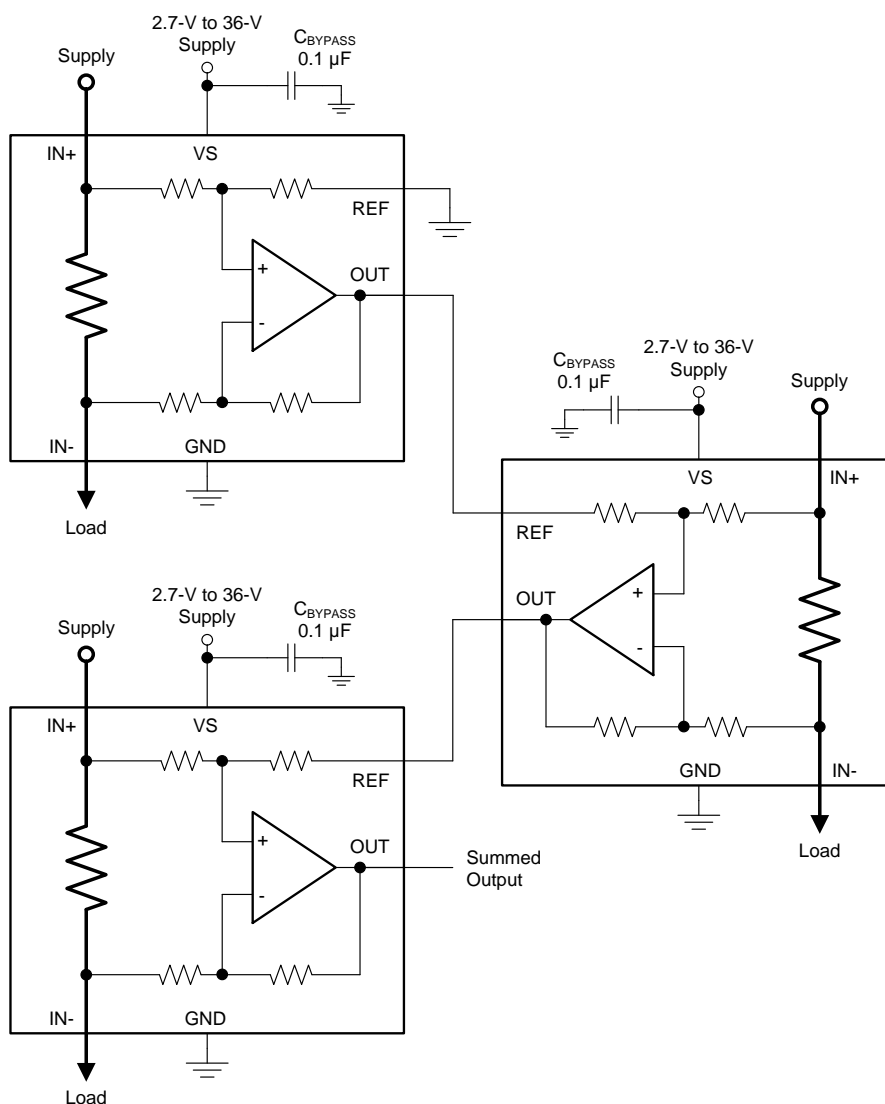 2.7-V to 36-V
Supply
Supply
CBYPASS
0.1 µF
IN+
VS
REF
+
OUT
-
IN-
GND
Load
2.7-V to 36-V
Supply
CBYPASS
0.1 µF
Supply
VS
IN+
REF
OUT
+
-
GND
IN-
Load
2.7-V to 36-V
Supply
Supply
CBYPASS
0.1 µF
IN+
VS
REF
+
OUT
-
Summed
Output
IN-
GND
Load